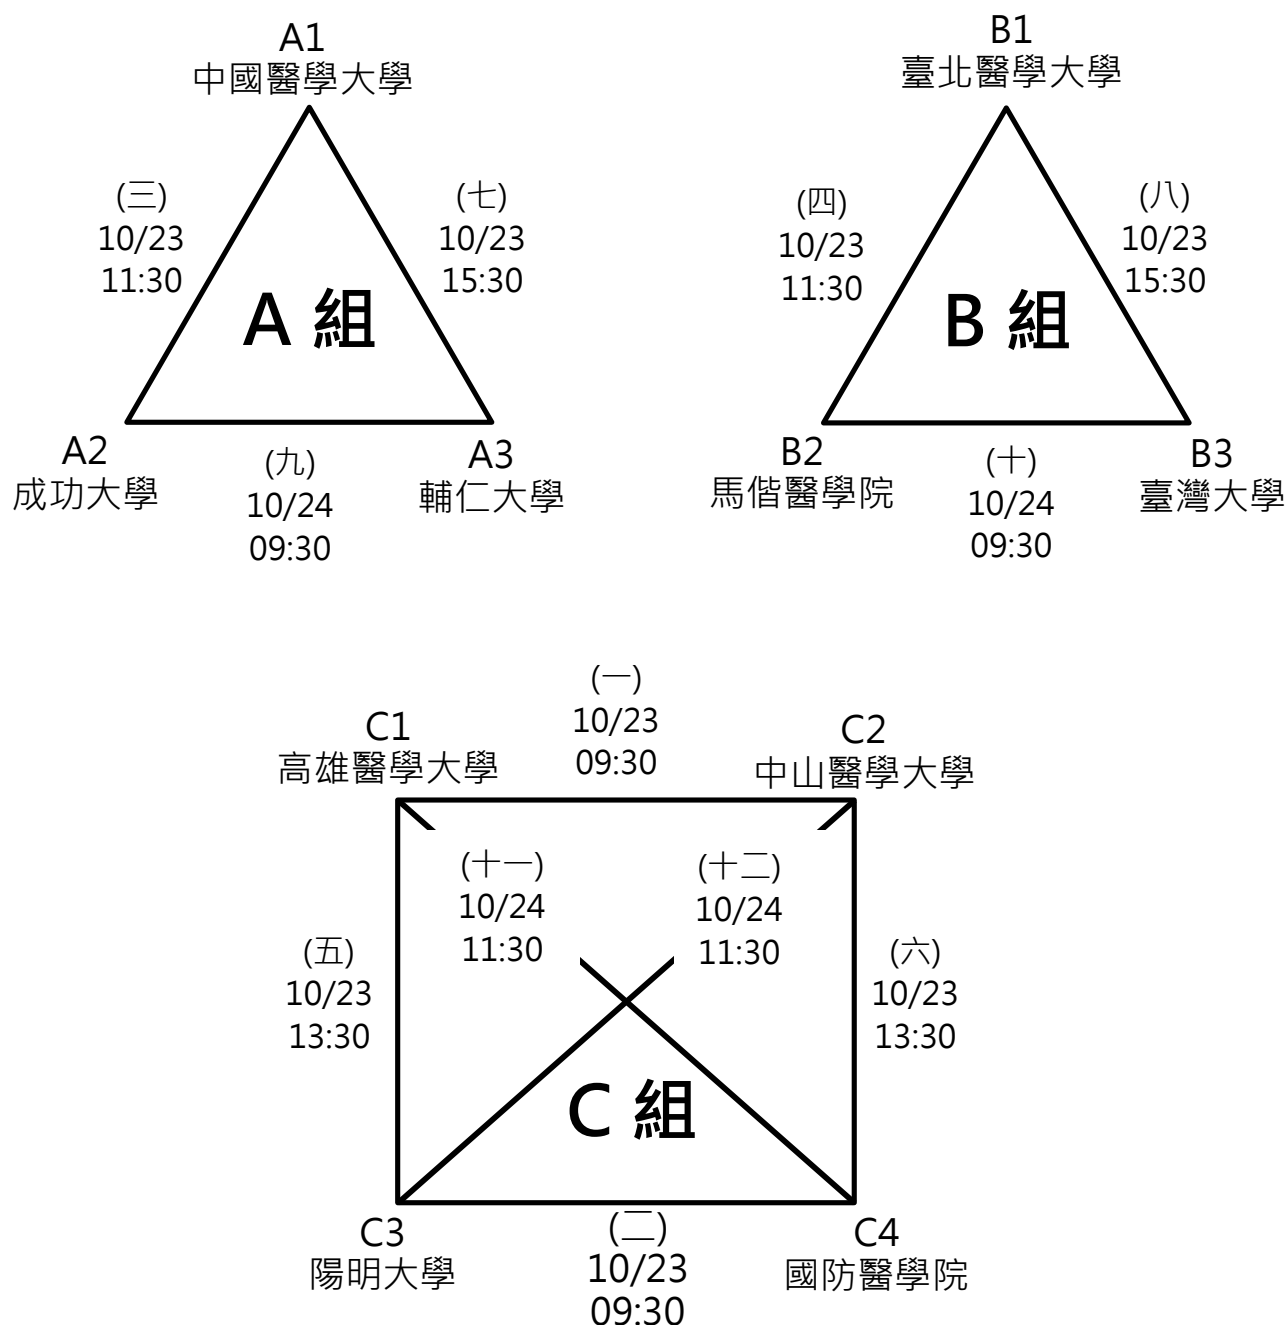 A1
中國醫學大學
(三)
10/23
11:30
(七)
10/23
15:30
A 組
A2
成功大學
(九)
10/24
09:30
A3
輔仁大學
B1
臺北醫學大學
(四)
10/23
11:30
(八)
10/23
15:30
B 組
B2
馬偕醫學院
(十)
10/24
09:30
B3
臺灣大學
(一)
10/23
09:30
C1
高雄醫學大學
C2
中山醫學大學
(十一)
10/24
11:30
(十二)
10/24
11:30
(五)
10/23
13:30
(六)
10/23
13:30
C 組
C3
陽明大學
(二)
10/23
09:30
C4
國防醫學院